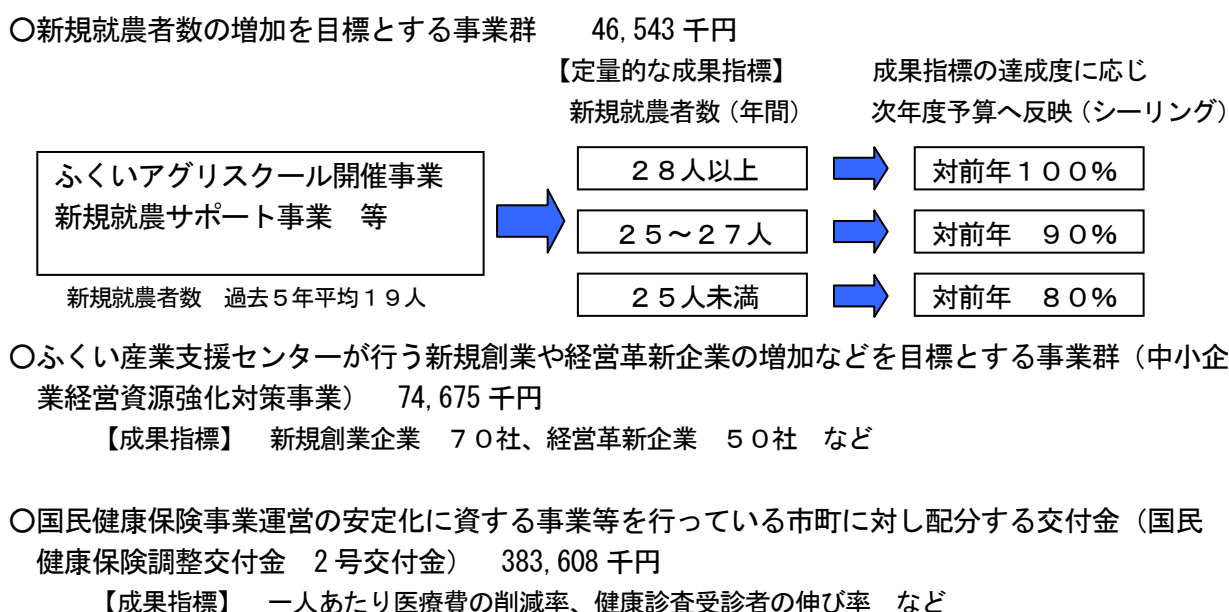 ○新規就農者数の増加を目標とする事業群　　46,543 千円
【定量的な成果指標】　　成果指標の達成度に応じ
新規就農者数（年間）　　次年度予算へ反映（シーリング）
ふくいアグリスクール開催事業
新規就農サポート事業　等
２８人以上　　対前年１００％
２５～２７人　　対前年　９０％
２５人未満　　対前年　８０％
新規就農者数　過去５年平均１９人
○ふくい産業支援センターが行う新規創業や経営革新企業の増加などを目標とする事業群（中小企
業経営資源強化対策事業）　　74,675 千円
【成果指標】　新規創業企業　７０社、経営革新企業　５０社　など
○国民健康保険事業運営の安定化に資する事業等を行っている市町に対し配分する交付金（国民
健康保険調整交付金　2 号交付金）　　383,608 千円
【成果指標】　一人あたり医療費の削減率、健康診査受診者の伸び率　など